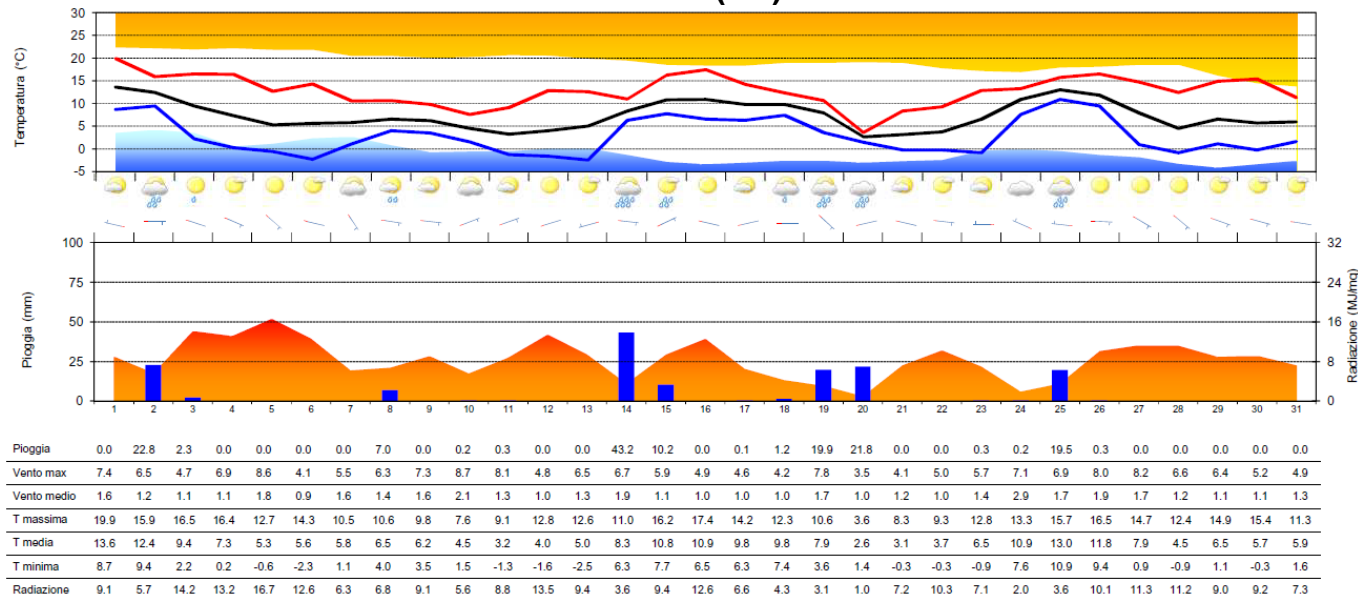 30
25
20
15
10
5
0
-5
Temperatura (°C)
100
75
50
25
0
Pioggia (mm)
32
24
16
8
0
Radiazione (MJ/mq)
1 2 3 4 5 6 7 8 9 10 11 12 13 14 15 16 17 18 19 20 21 22 23 24 25 26 27 28 29 30 31
Pioggia 0.0 22.8 2.3 0.0 0.0 0.0 0.0 7.0 0.0 0.2 0.3 0.0 0.0 43.2 10.2 0.0 0.1 1.2 19.9 21.8 0.0 0.0 0.3 0.2 19.5 0.3 0.0 0.0 0.0 0.0 0.0
Vento max 7.4 6.5 4.7 6.9 8.6 4.1 5.5 6.3 7.3 8.7 8.1 4.8 6.5 6.7 5.9 4.9 4.6 4.2 7.8 3.5 4.1 5.0 5.7 7.1 6.9 8.0 8.2 6.6 6.4 5.2 4.9
Vento medio 1.6 1.2 1.1 1.1 1.8 0.9 1.6 1.4 1.6 2.1 1.3 1.0 1.3 1.9 1.1 1.0 1.0 1.0 1.7 1.0 1.2 1.0 1.4 2.9 1.7 1.9 1.7 1.2 1.1 1.1 1.3
T massima 19.9 15.9 16.5 16.4 12.7 14.3 10.5 10.6 9.8 7.6 9.1 12.8 12.6 11.0 16.2 17.4 14.2 12.3 10.6 3.6 8.3 9.3 12.8 13.3 15.7 16.5 14.7 12.4 14.9 15.4 11.3
T media 13.6 12.4 9.4 7.3 5.3 5.6 5.8 6.5 6.2 4.5 3.2 4.0 5.0 8.3 10.8 10.9 9.8 9.8 7.9 2.6 3.1 3.7 6.5 10.9 13.0 11.8 7.9 4.5 6.5 5.7 5.9
T minima 8.7 9.4 2.2 0.2 -0.6 -2.3 1.1 4.0 3.5 1.5 -1.3 -1.6 -2.5 6.3 7.7 6.5 6.3 7.4 3.6 1.4 -0.3 -0.3 -0.9 7.6 10.9 9.4 0.9 -0.9 1.1 -0.3 1.6
Radiazione 9.1 5.7 14.2 13.2 16.7 12.6 6.3 6.8 9.1 5.6 8.8 13.5 9.4 3.6 9.4 12.6 6.6 4.3 3.1 1.0 7.2 10.3 7.1 2.0 3.6 10.1 11.3 11.2 9.0 9.2 7.3